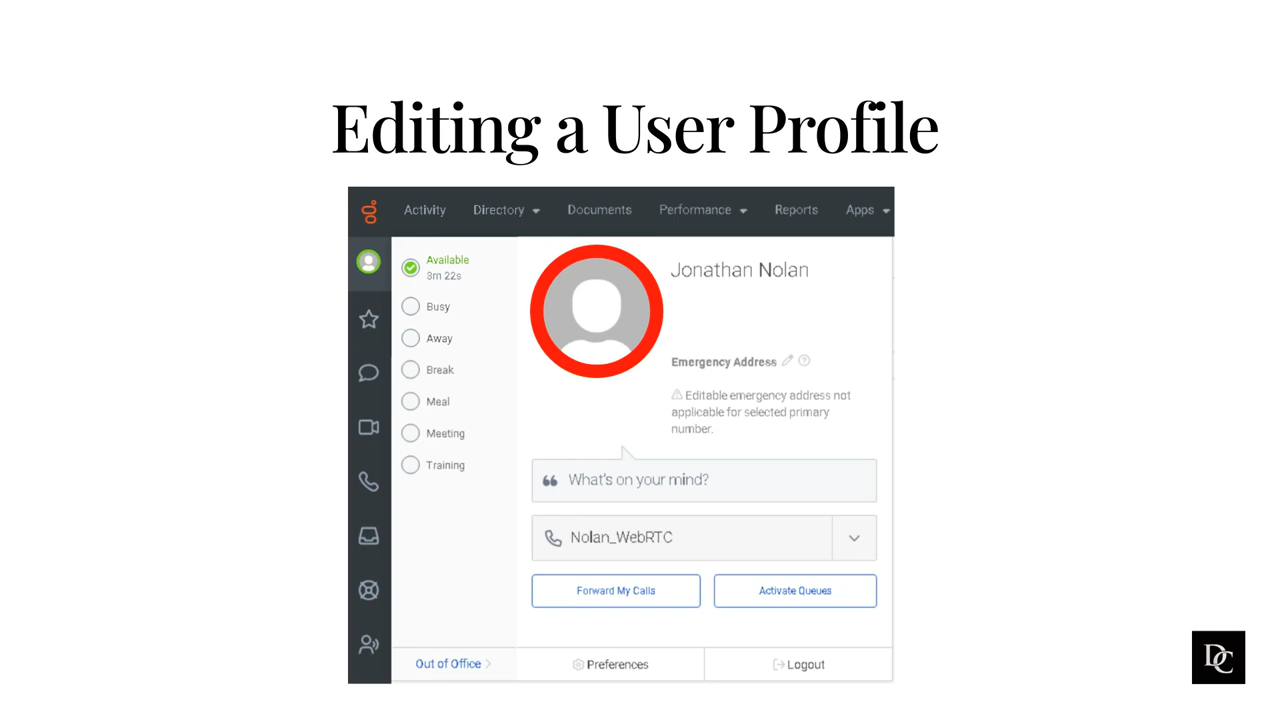 Editing a User Profile
Activity Directory Documents Performance Reports Apps
Available
3m 22s
Busy
Away
Break
Meal
Meeting
Training
Out of Office
Jonathan Nolan
Emergency Address
Editable emergency address not
applicable for selected primary
number.
What's on your mind?
Nolan_WebRTC
Forward My Calls Activate Queues
Preferences Logout
DC